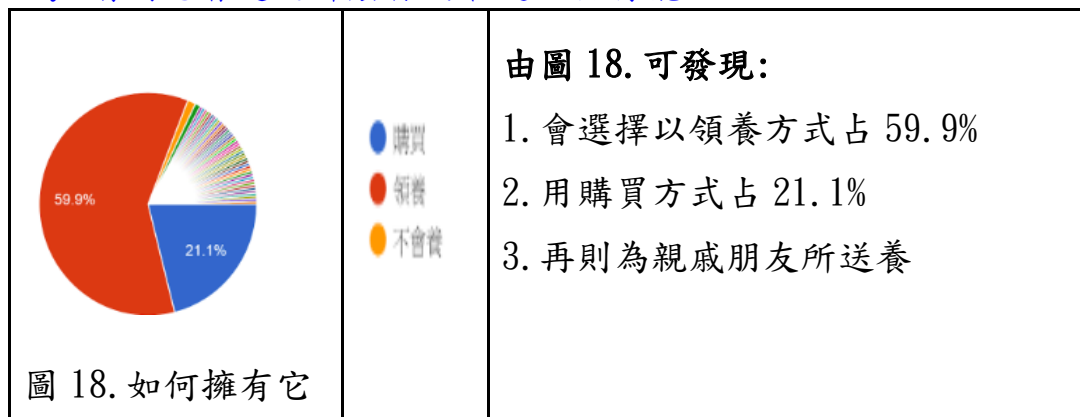 59.9%
21.1%
圖 18.如何擁有它
購買
領養
不會養
由圖 18.可發現:
1.會選擇以領養方式占 59.9%
2.用購買方式占 21.1%
3.再則為親戚朋友所送養